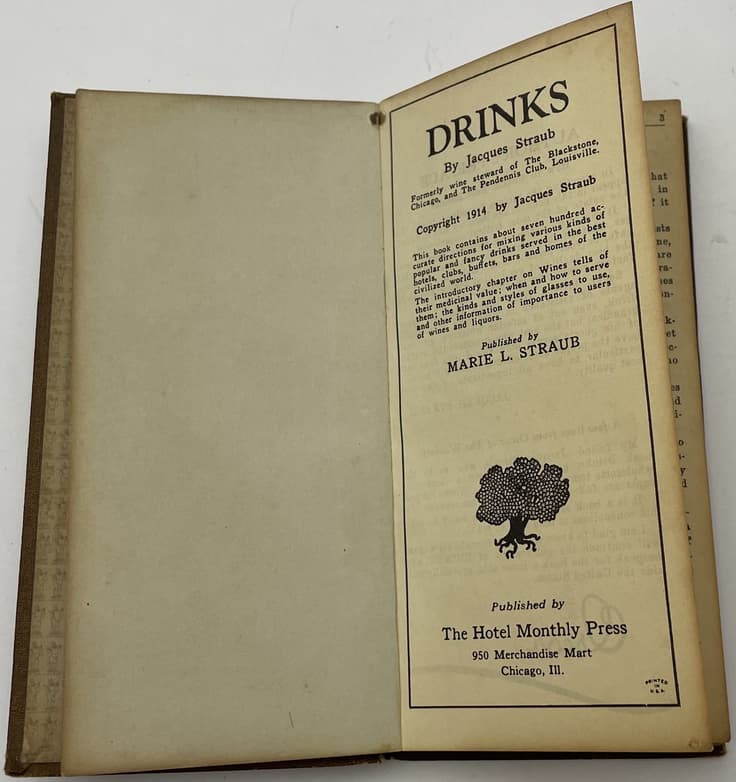 DRINKS
By Jacques Straub
Formerly wine steward of The Blackstone,
Chicago, and The Pendennis Club, Louisville.
Copyright 1914 by Jacques Straub
This book contains about seven hundred ac-
curate directions for mixing various kinds of
popular and fancy drinks served in the best
hotels, clubs, buffets, bars and homes of the
civilized world.
The introductory chapter on Wines tells of
their medicinal value; when and how to serve
them; the kinds and styles of glasses to use,
and other information of importance to users
of wines and liquors.
Published by
MARIE L. STRAUB
Published by
The Hotel Monthly Press
950 Merchandise Mart
Chicago, Ill.
PRINTED
IN
U.S.A.
3
hat
in
it